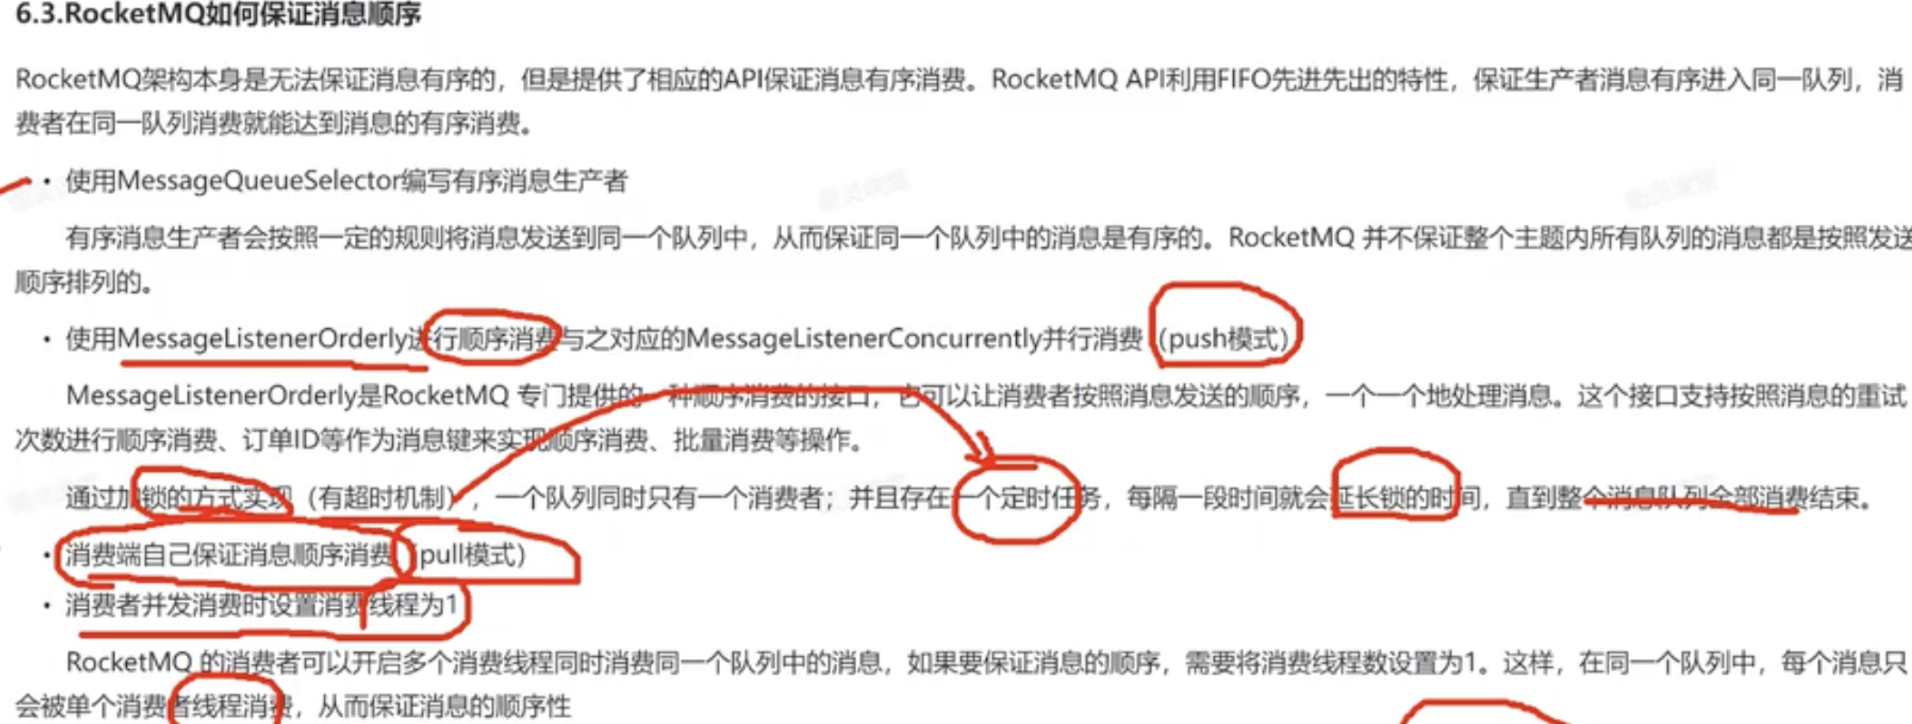 6.3.RocketMQ如何保证消息顺序
RocketMQ架构本身是无法保证消息有序的，但是提供了相应的API保证消息有序消费。RocketMQ API利用FIFO先进先出的特性，保证生产者消息有序进入同一队列，消
费者在同一队列消费就能达到消息的有序消费。
• 使用MessageQueueSelector编写有序消息生产者
有序消息生产者会按照一定的规则将消息发送到同一个队列中，从而保证同一个队列中的消息是有序的。RocketMQ 并不保证整个主题内所有队列的消息都是按照发送
顺序排列的。
• 使用MessageListenerOrderly进行顺序消费与之对应的MessageListenerConcurrently并行消费（push模式）
MessageListenerOrderly是RocketMQ 专门提供的一种顺序消费的接口，它可以让消费者按照消息发送的顺序，一个一个地处理消息。这个接口支持按照消息的重试
次数进行顺序消费、订单ID等作为消息键来实现顺序消费、批量消费等操作。
通过加锁的方式实现（有超时机制），一个队列同时只有一个消费者；并且存在一个定时任务，每隔一段时间就会延长锁的时间，直到整个消息队列全部消费结束。
• 消费端自己保证消息顺序消费（pull模式）
• 消费者并发消费时设置消费线程为1
RocketMQ 的消费者可以开启多个消费线程同时消费同一个队列中的消息，如果要保证消息的顺序，需要将消费线程数设置为1。这样，在同一个队列中，每个消息只
会被单个消费者线程消费，从而保证消息的顺序性